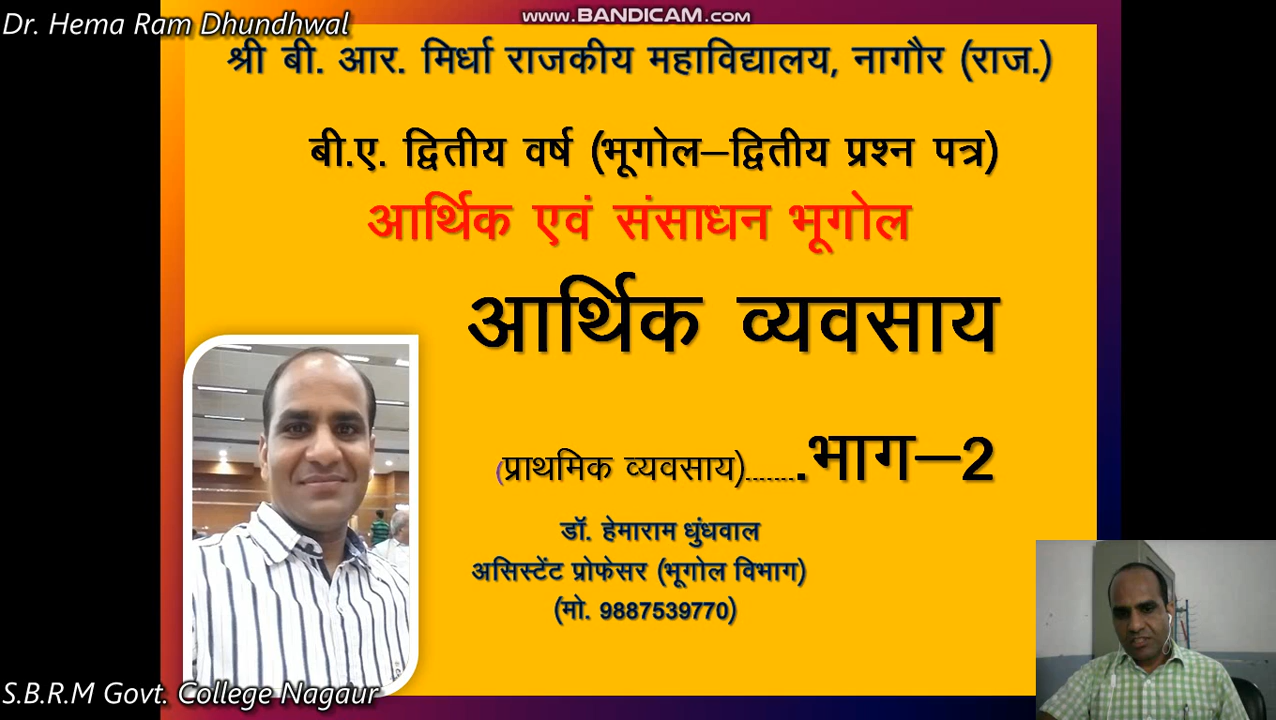 Dr. Hema Ram Dhundhwal
www.BANDICAM.com
श्री बी. आर. मिर्धा राजकीय महाविद्यालय, नागौर (राज.)
बी.ए. द्वितीय वर्ष (भूगोल–द्वितीय प्रश्न पत्र)
आर्थिक एवं संसाधन भूगोल
आर्थिक व्यवसाय
(प्राथमिक व्यवसाय)........भाग–2
डॉ. हेमाराम धुंधवाल
असिस्टेंट प्रोफेसर (भूगोल विभाग)
(मो. 9887539770)
S.B.R.M Govt. College Nagaur